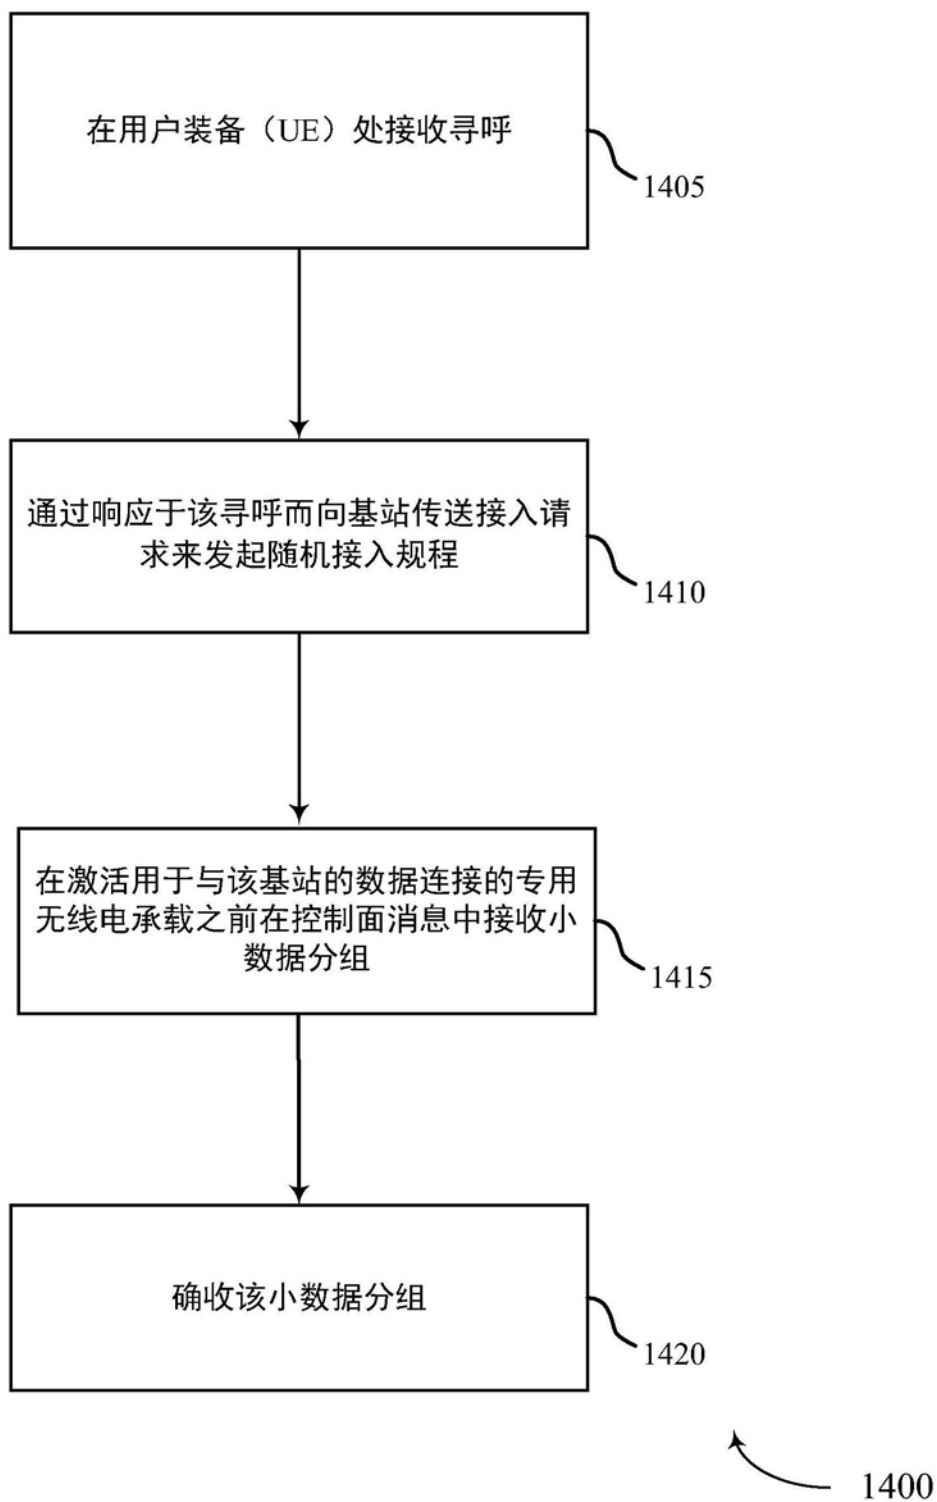 在用户装备（UE）处接收寻呼
1405
通过响应于该寻呼而向基站传送接入请
求来发起随机接入规程
1410
在激活用于与该基站的数据连接的专用
无线电承载之前在控制面消息中接收小
数据分组
1415
确收该小数据分组
1420
1400